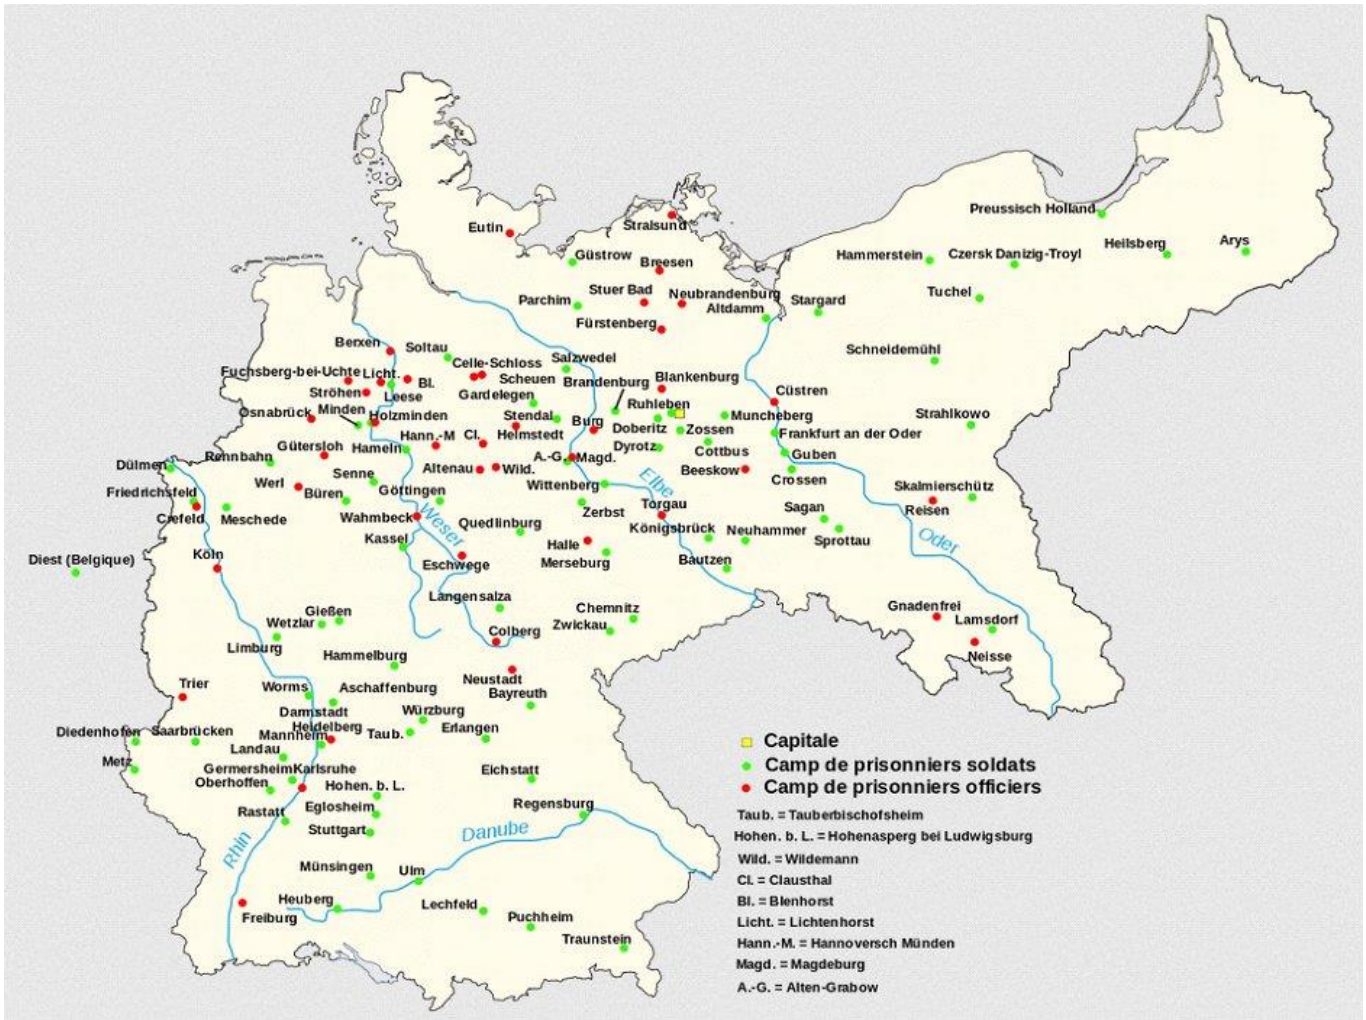 Preussisch Holland
Eutin
Stralsund
Heilsberg
Arys
Güstrow
Breesen
Hammerstein
Czersk Danizig-Troyl
Stuer Bad
Neubrandenburg
Tuchel
Parchim
Altdamm
Stargard
Fürstenberg
Berxen
Soltau
Schneidemühl
Celle-Schloss
Salzwedel
Fuchsberg-bei-Uchte
Licht.
Bl.
Scheuen
Brandenburg
Blankenburg
Ströhen
Leese
Gardelegen
Cüstren
Osnabrück
Minden
Holzminden
Stendal
Ruhleben
Muncheberg
Strahlkowo
Burg
Doberitz
Zossen
Hann.-M
Cl.
Helmstedt
Frankfurt an der Oder
Gütersloh
Hameln
Dyrotz
Cottbus
Guben
Dülmen
Rennbahn
Altenau
Wild.
A.-G.
Magd.
Beeskow
Crossen
Senne
Werl
Büren
Göttingen
Wittenberg
Elbe
Skalmierschütz
Friedrichsfeld
Zerbst
Torgau
Sagan
Reisen
Crefeld
Meschede
Wahmbeck
Weser
Quedlinburg
Königsbrück
Neuhammer
Sprottau
Oder
Kassel
Halle
Köln
Eschwege
Merseburg
Bautzen
Diest (Belgique)
Langensalza
Chemnitz
Gnadenfrei
Gießen
Wetzlar
Zwickau
Lamsdorf
Colberg
Limburg
Hammelburg
Neisse
Neustadt
Trier
Worms
Aschaffenburg
Bayreuth
Darmstadt
Würzburg
Diedenhofen
Saarbrücken
Heidelberg
Mannheim
Taub.
Erlangen
Landau
Metz
Germersheim
Karlsruhe
Eichstatt
Oberhoffen
Hohen. b. L.
Rastatt
Eglosheim
Regensburg
Stuttgart
Danube
Rhin
Münsingen
Ulm
Heuberg
Lechfeld
Freiburg
Puchheim
Traunstein
Capitale
Camp de prisonniers soldats
Camp de prisonniers officiers
Taub. = Tauberbischofsheim
Hohen. b. L. = Hohenasperg bei Ludwigsburg
Wild. = Wildemann
Cl. = Clausthal
Bl. = Blenhorst
Licht. = Lichtenhorst
Hann.-M. = Hannoversch Münden
Magd. = Magdeburg
A.-G. = Alten-Grabow